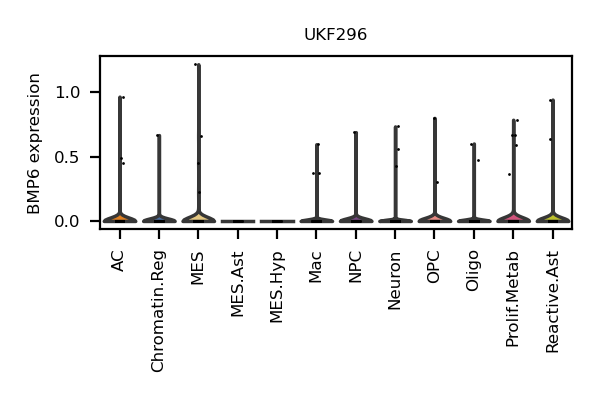 UKF296
BMP6 expression
1.0
0.5
0.0
AC
Chromatin.Reg
MES
MES.Ast
MES.Hyp
Mac
NPC
Neuron
OPC
Oligo
Prolif.Metab
Reactive.Ast